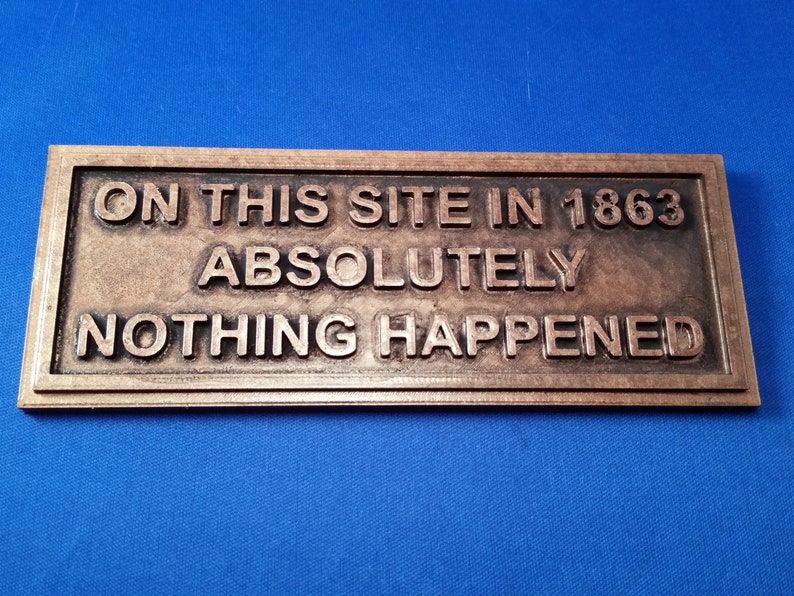 ON THIS SITE IN 1863
ABSOLUTELY
NOTHING HAPPENED